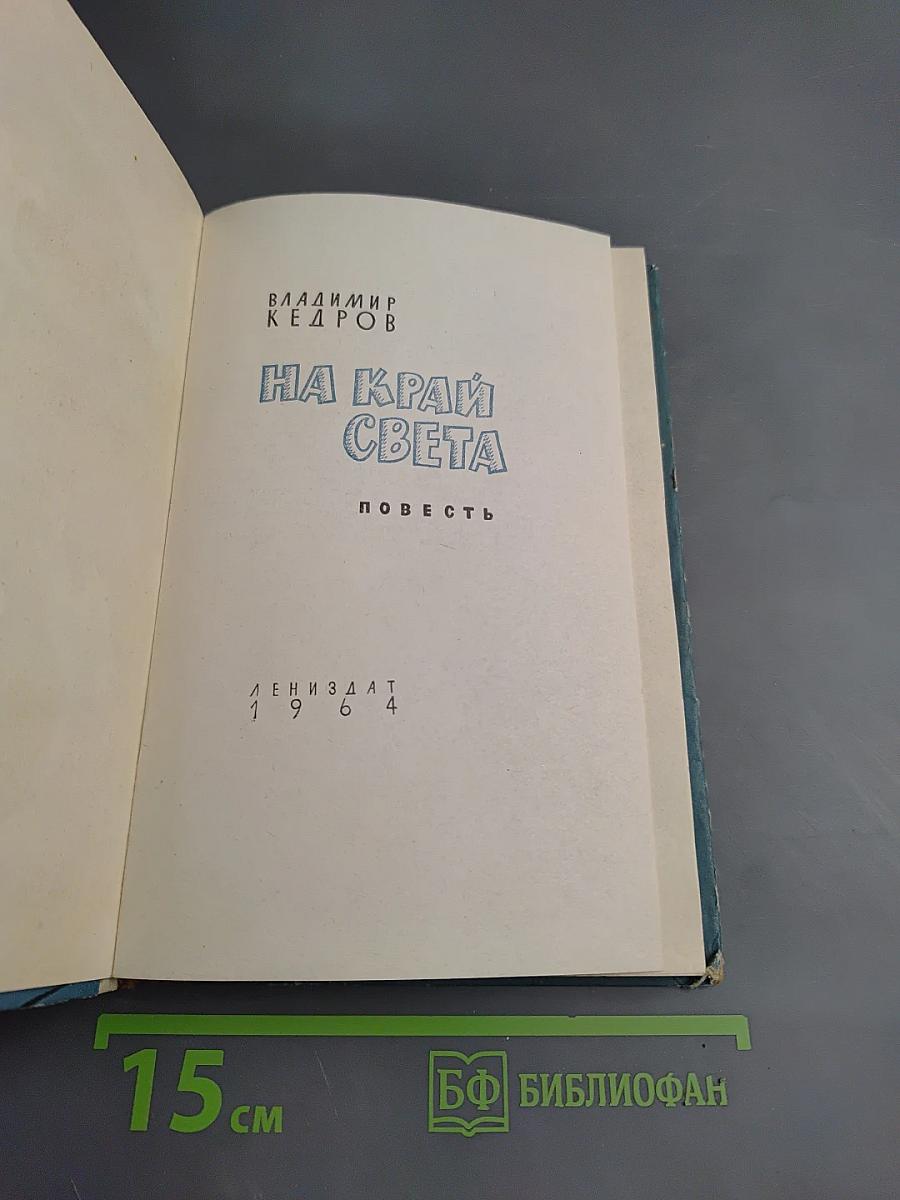 ВЛАДИМИР
КЕДРОВ
НА КРАЙ
СВЕТА
ПОВЕСТЬ
ЛЕНИЗДАТ
1964
15 см
БФ БИБЛИОФАН